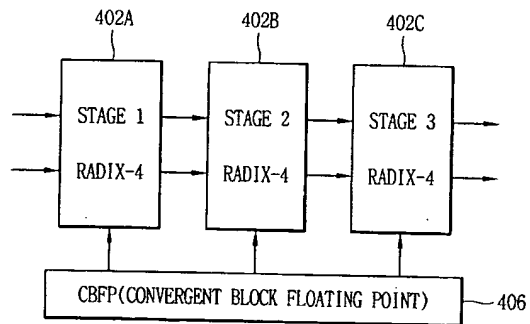 402A
402B
402C
STAGE 1
STAGE 2
STAGE 3
RADIX-4
RADIX-4
RADIX-4
CBFP(CONVERGENT BLOCK FLOATING POINT)
406